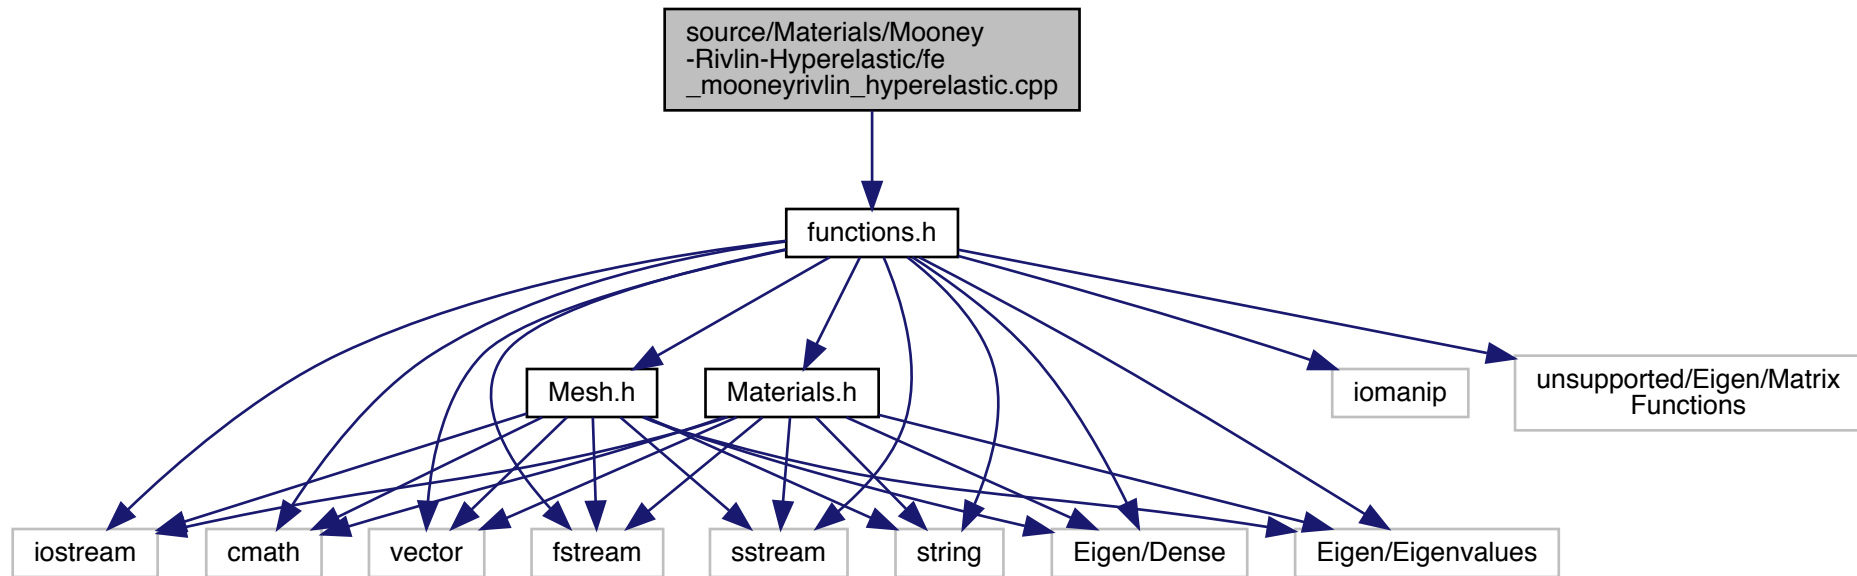 source/Materials/Mooney
-Rivlin-Hyperelastic/fe
_mooneyrivlin_hyperelastic.cpp
functions.h
Mesh.h
Materials.h
iomanip
unsupported/Eigen/Matrix
Functions
iostream
cmath
vector
fstream
sstream
string
Eigen/Dense
Eigen/Eigenvalues